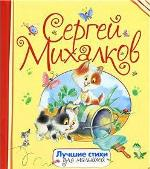 Сергей
Михалков
Лучшие стихи
для малышей